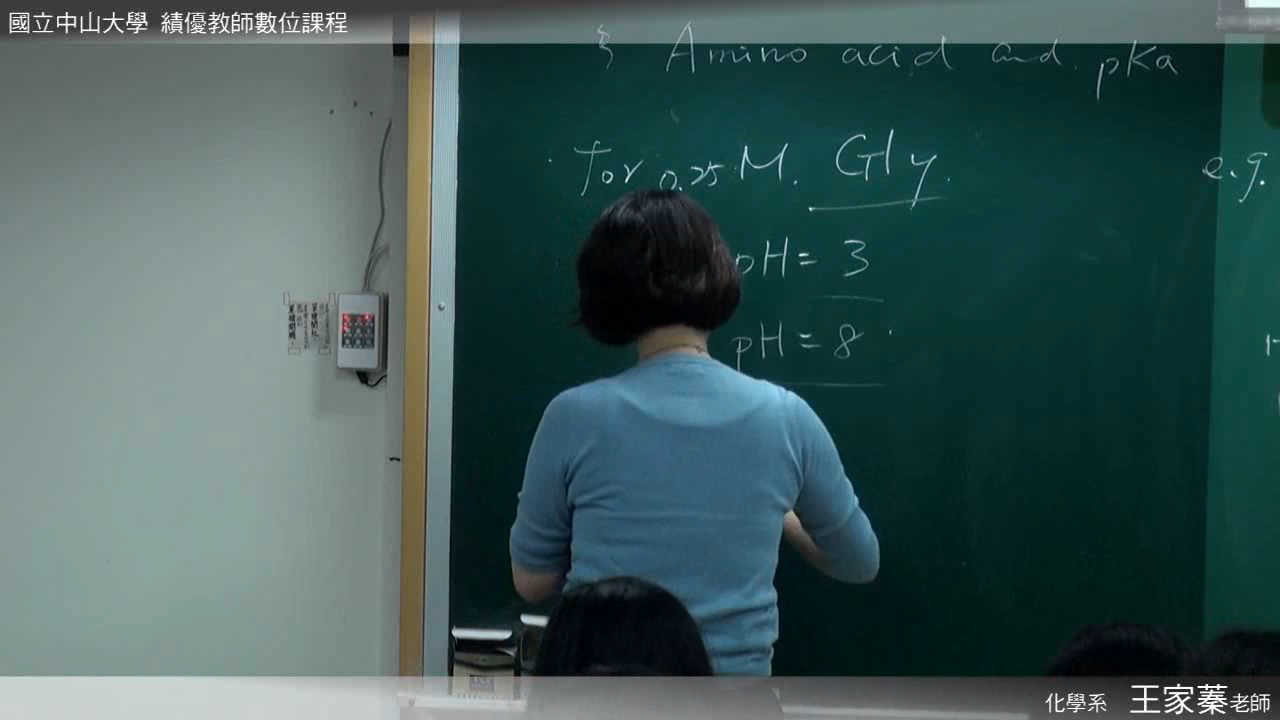 國立中山大學 績優教師數位課程
§ Amino acid and pKa
For 0.25 M. Gly.
e.g.
pH = 3
pH = 8
化學系 王家蓁老師